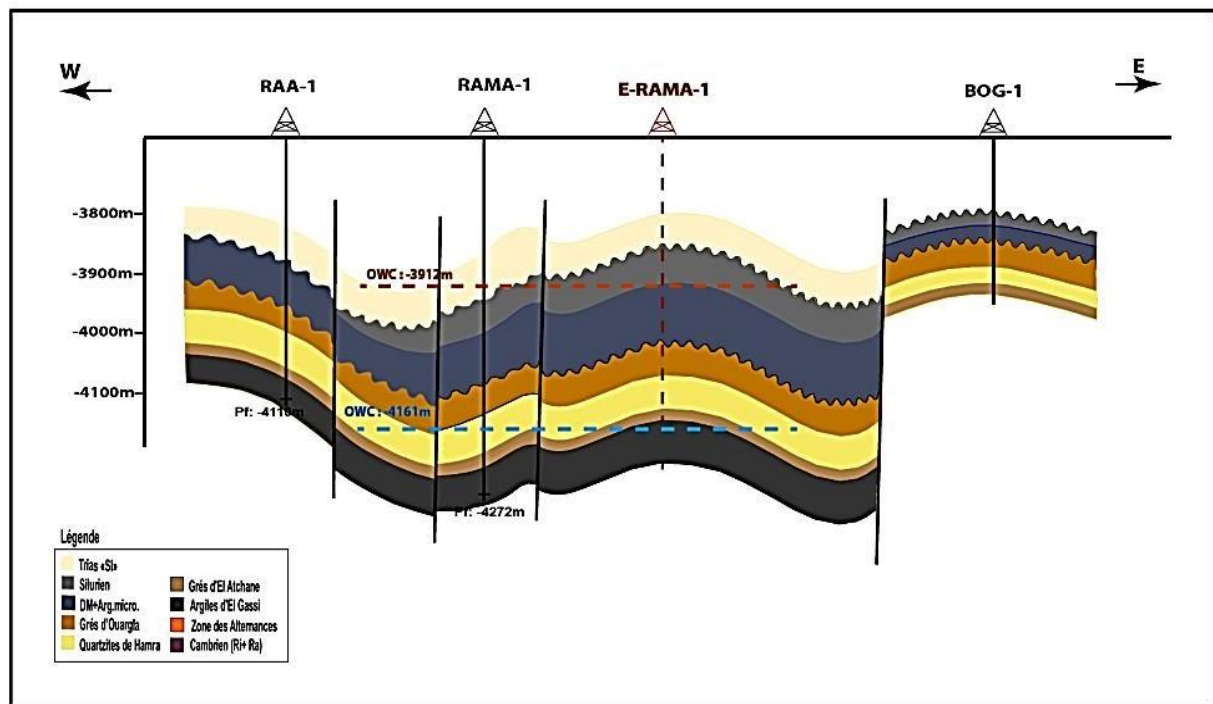 W
E
RAA-1
RAMA-1
E-RAMA-1
BOG-1
-3800m
-3900m
-4000m
-4100m
OWC : -3912m
OWC: -4161m
Pf: -4110m
Pf: -4272m
Légende
Trias «SI»
Silurien
DM+Arg.micro.
Grés d'Ouargla
Quartzites de Hamra
Grés d'El Atchane
Argiles d'El Gassi
Zone des Alternances
Cambrien (Ri+ Ra)